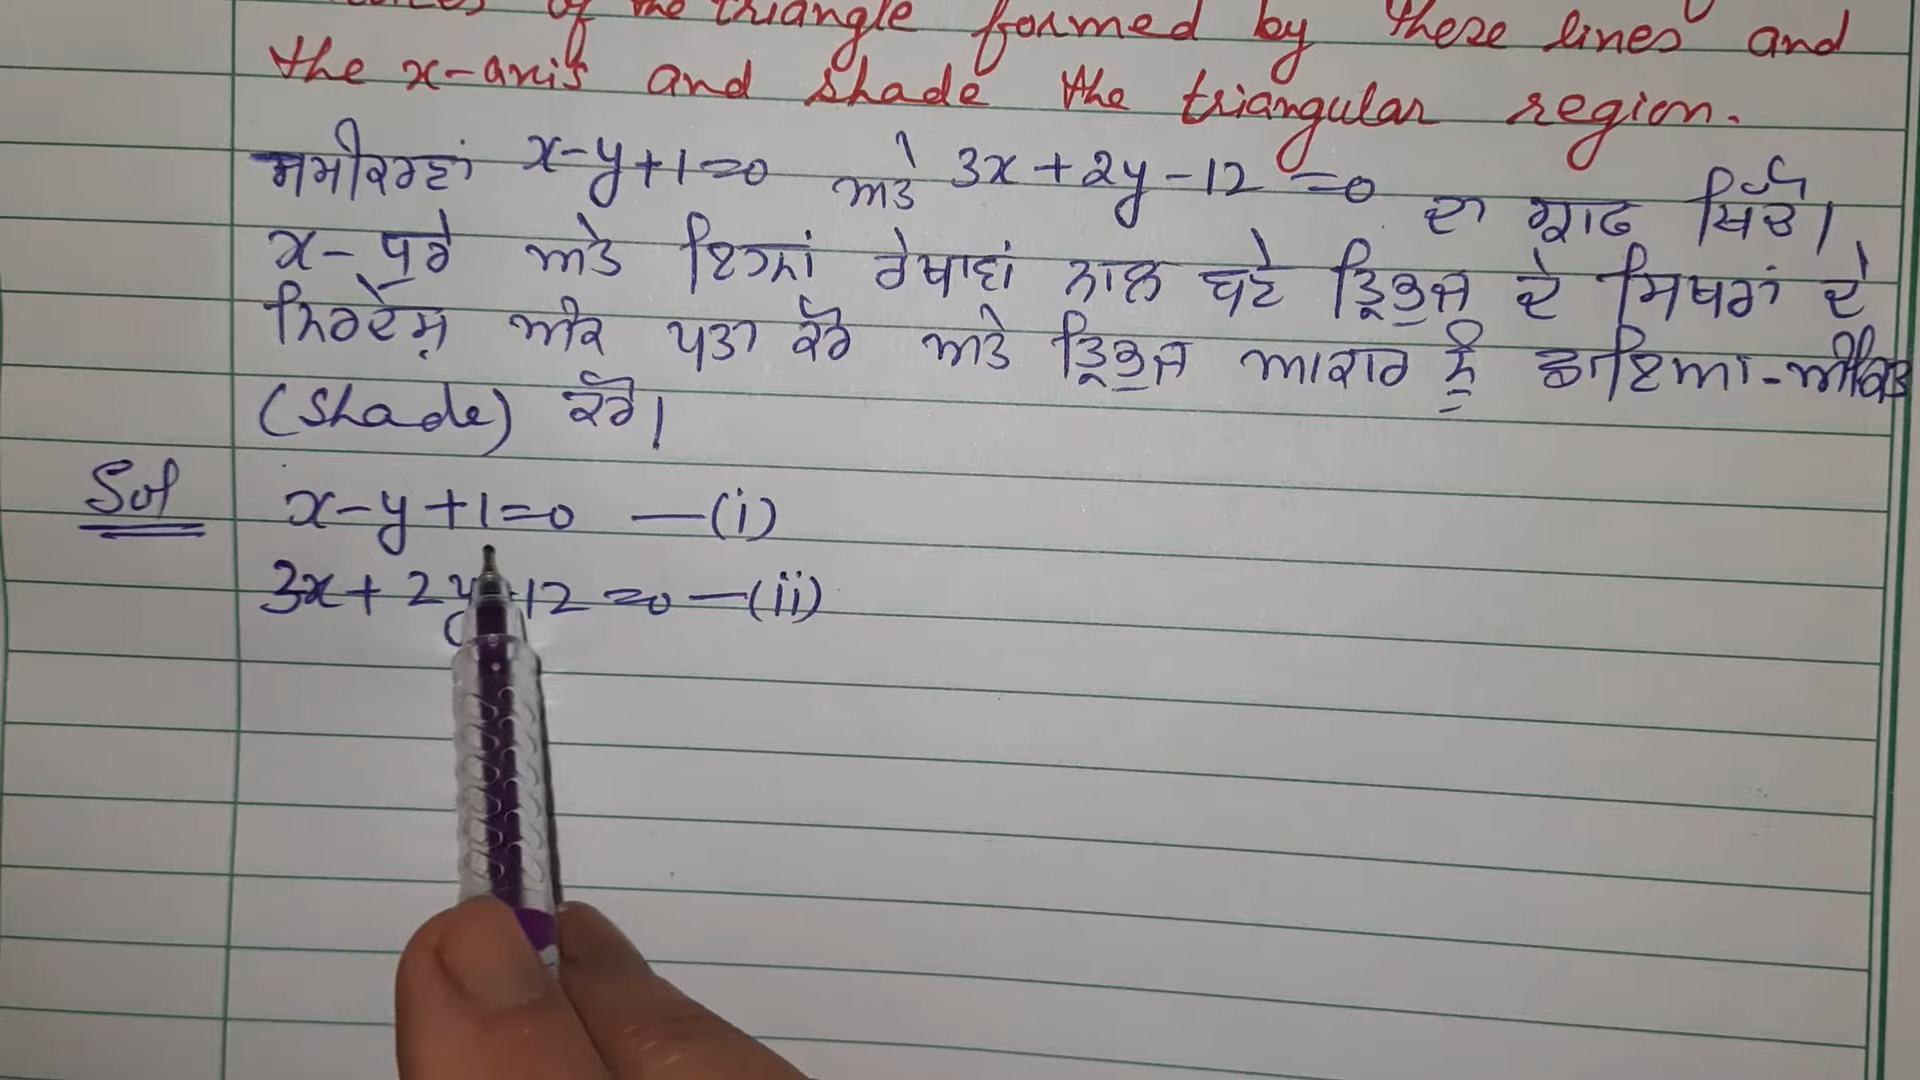 of the triangle formed by these lines and
the x-axis and shade the triangular region.
ਸਮੀਕਰਣਾਂ x-y+1=0 ਅਤੇ 3x+2y-12=0 ਦਾ ਗ੍ਰਾਫ ਖਿੱਚੋ।
x-ਧੁਰੇ ਅਤੇ ਇਹਨਾਂ ਰੇਖਾਵਾਂ ਨਾਲ ਬਣੇ ਤ੍ਰਿਭੁਜ ਦੇ ਸਿਖਰਾਂ ਦੇ
ਨਿਰਦੇਸ਼ ਅੰਕ ਪਤਾ ਕਰੋ ਅਤੇ ਤ੍ਰਿਭੁਜ ਆਕਾਰ ਨੂੰ
(Shade) ਕਰੋ।
Sol x-y+1=0 —(i)
3x+2y-12=0 —(ii)